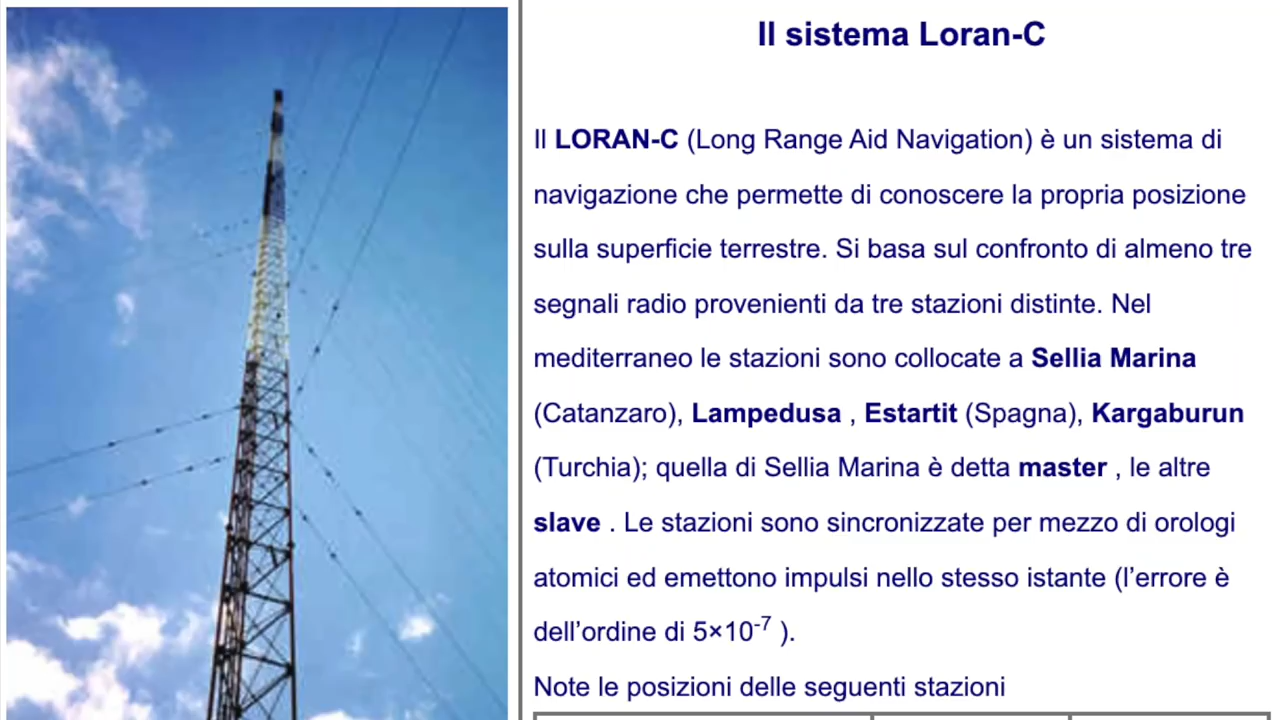 Il sistema Loran-C
Il LORAN-C (Long Range Aid Navigation) è un sistema di
navigazione che permette di conoscere la propria posizione
sulla superficie terrestre. Si basa sul confronto di almeno tre
segnali radio provenienti da tre stazioni distinte. Nel
mediterraneo le stazioni sono collocate a Sellia Marina
(Catanzaro), Lampedusa , Estartit (Spagna), Kargaburun
(Turchia); quella di Sellia Marina è detta master , le altre
slave . Le stazioni sono sincronizzate per mezzo di orologi
atomici ed emettono impulsi nello stesso istante (l’errore è
dell’ordine di 5×10⁻⁷ ).
Note le posizioni delle seguenti stazioni